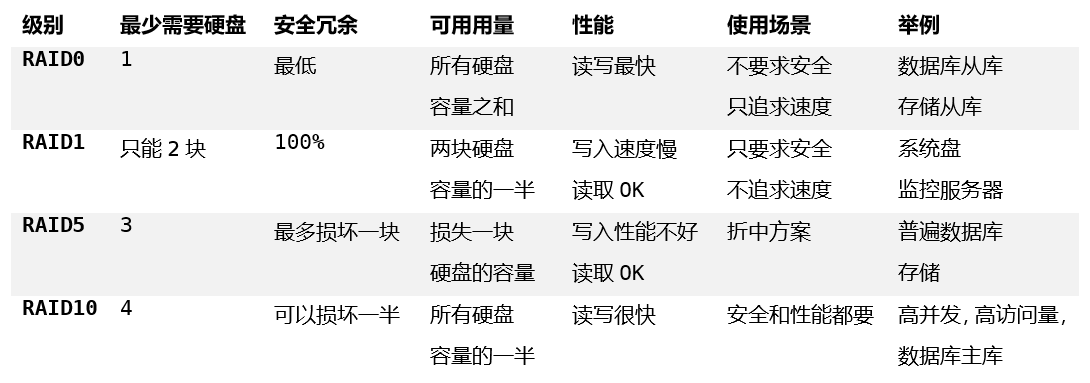 级别 最少需要硬盘 安全冗余 可用用量 性能 使用场景 举例
RAID0 1 最低 所有硬盘 读写最快 不要求安全 数据库从库
容量之和 只追求速度 存储从库
RAID1 只能2块 100% 两块硬盘 写入速度慢 只要求安全 系统盘
容量的一半 读取OK 不追求速度 监控服务器
RAID5 3 最多损坏一块 损失一块 写入性能不好 折中方案 普遍数据库
硬盘的容量 读取OK 存储
RAID10 4 可以损坏一半 所有硬盘 读写很快 安全和性能都要 高并发,高访问量,
容量的一半 数据库主库